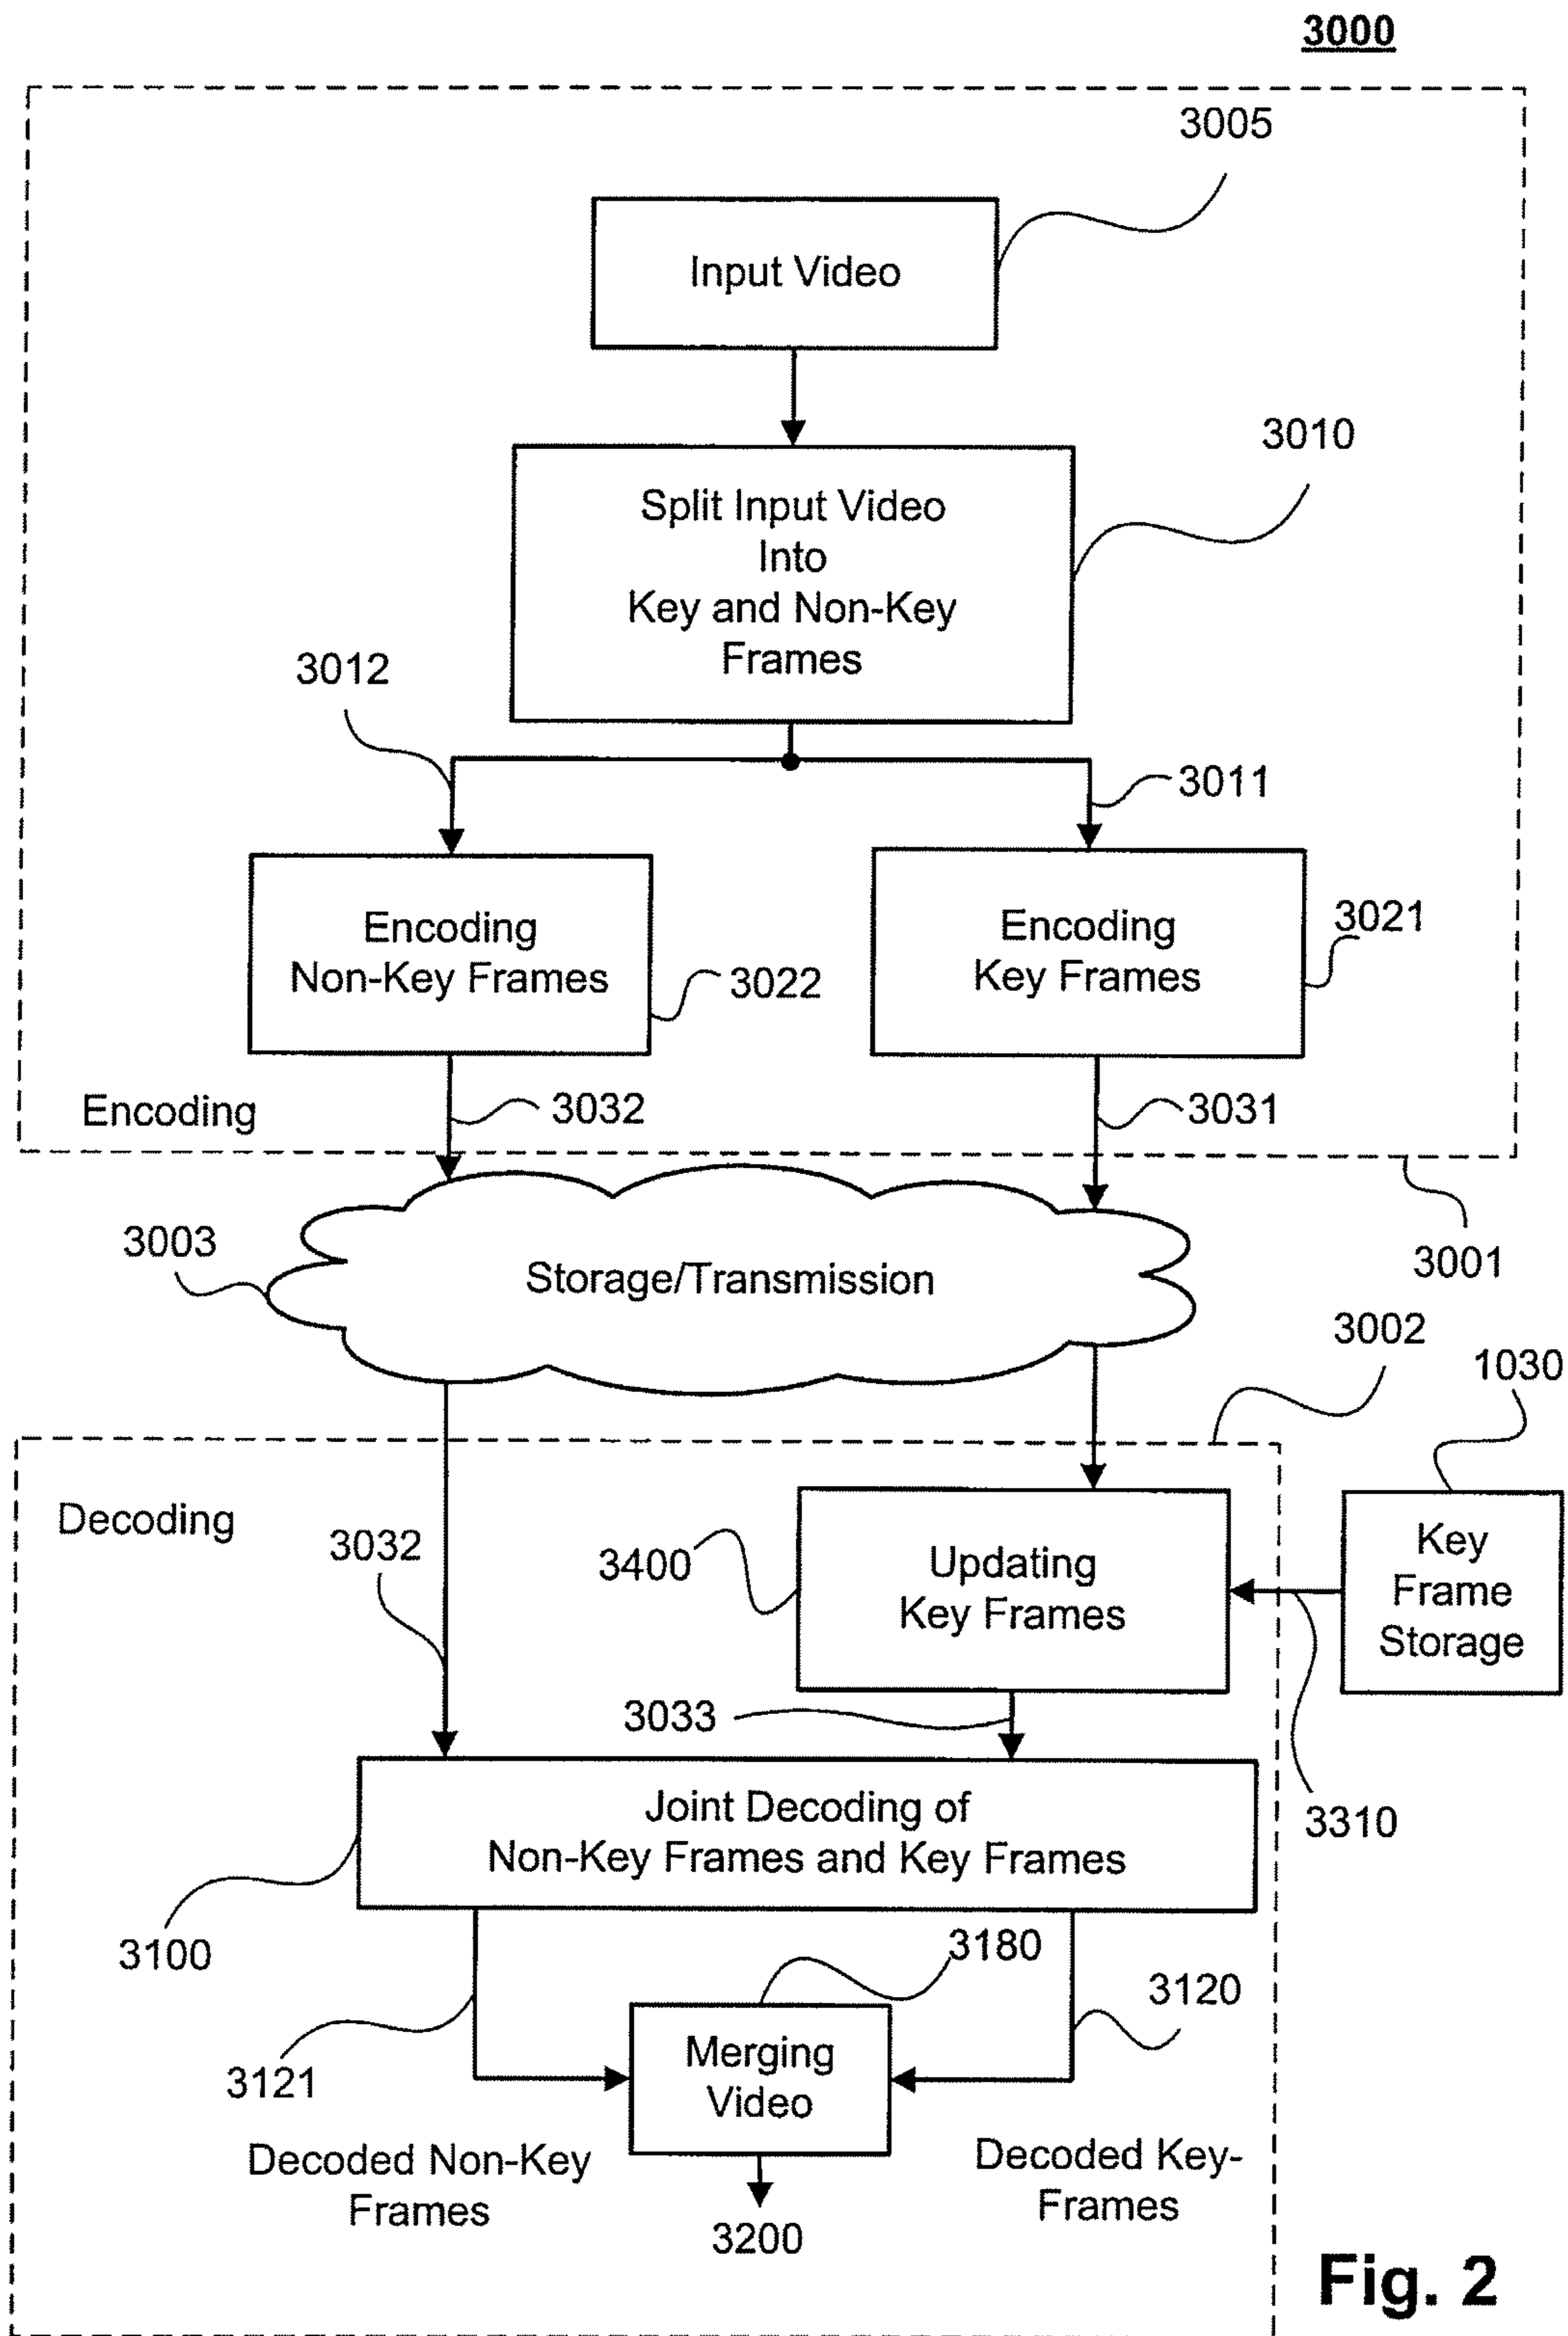 3000
3005
Input Video
3010
Split Input Video
Into
Key and Non-Key
Frames
3012
3011
Encoding
Non-Key Frames
3022
Encoding
Key Frames
3021
Encoding
3032
3031
3001
3003
Storage/Transmission
3002
1030
Decoding
3032
3400
Updating
Key Frames
Key
Frame
Storage
3033
3310
Joint Decoding of
Non-Key Frames and Key Frames
3100
3180
3120
Merging
Video
3121
Decoded Non-Key
Frames
Decoded Key-
Frames
3200
Fig. 2